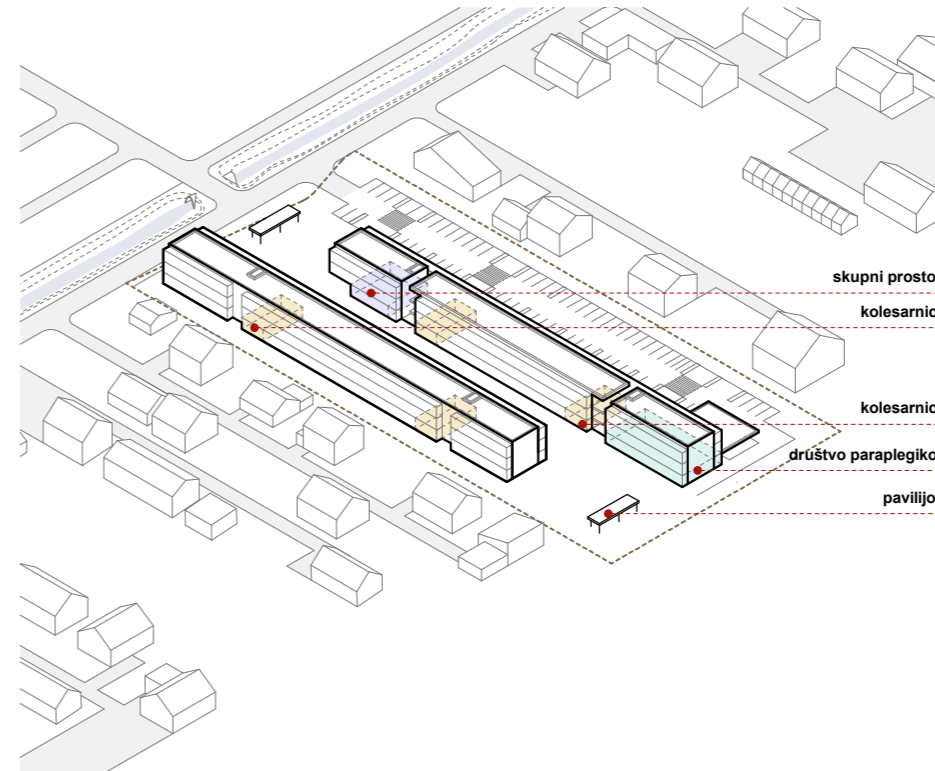 skupni prosto
kolesarnic
kolesarnic
društvo paraplegiko
pavilijo